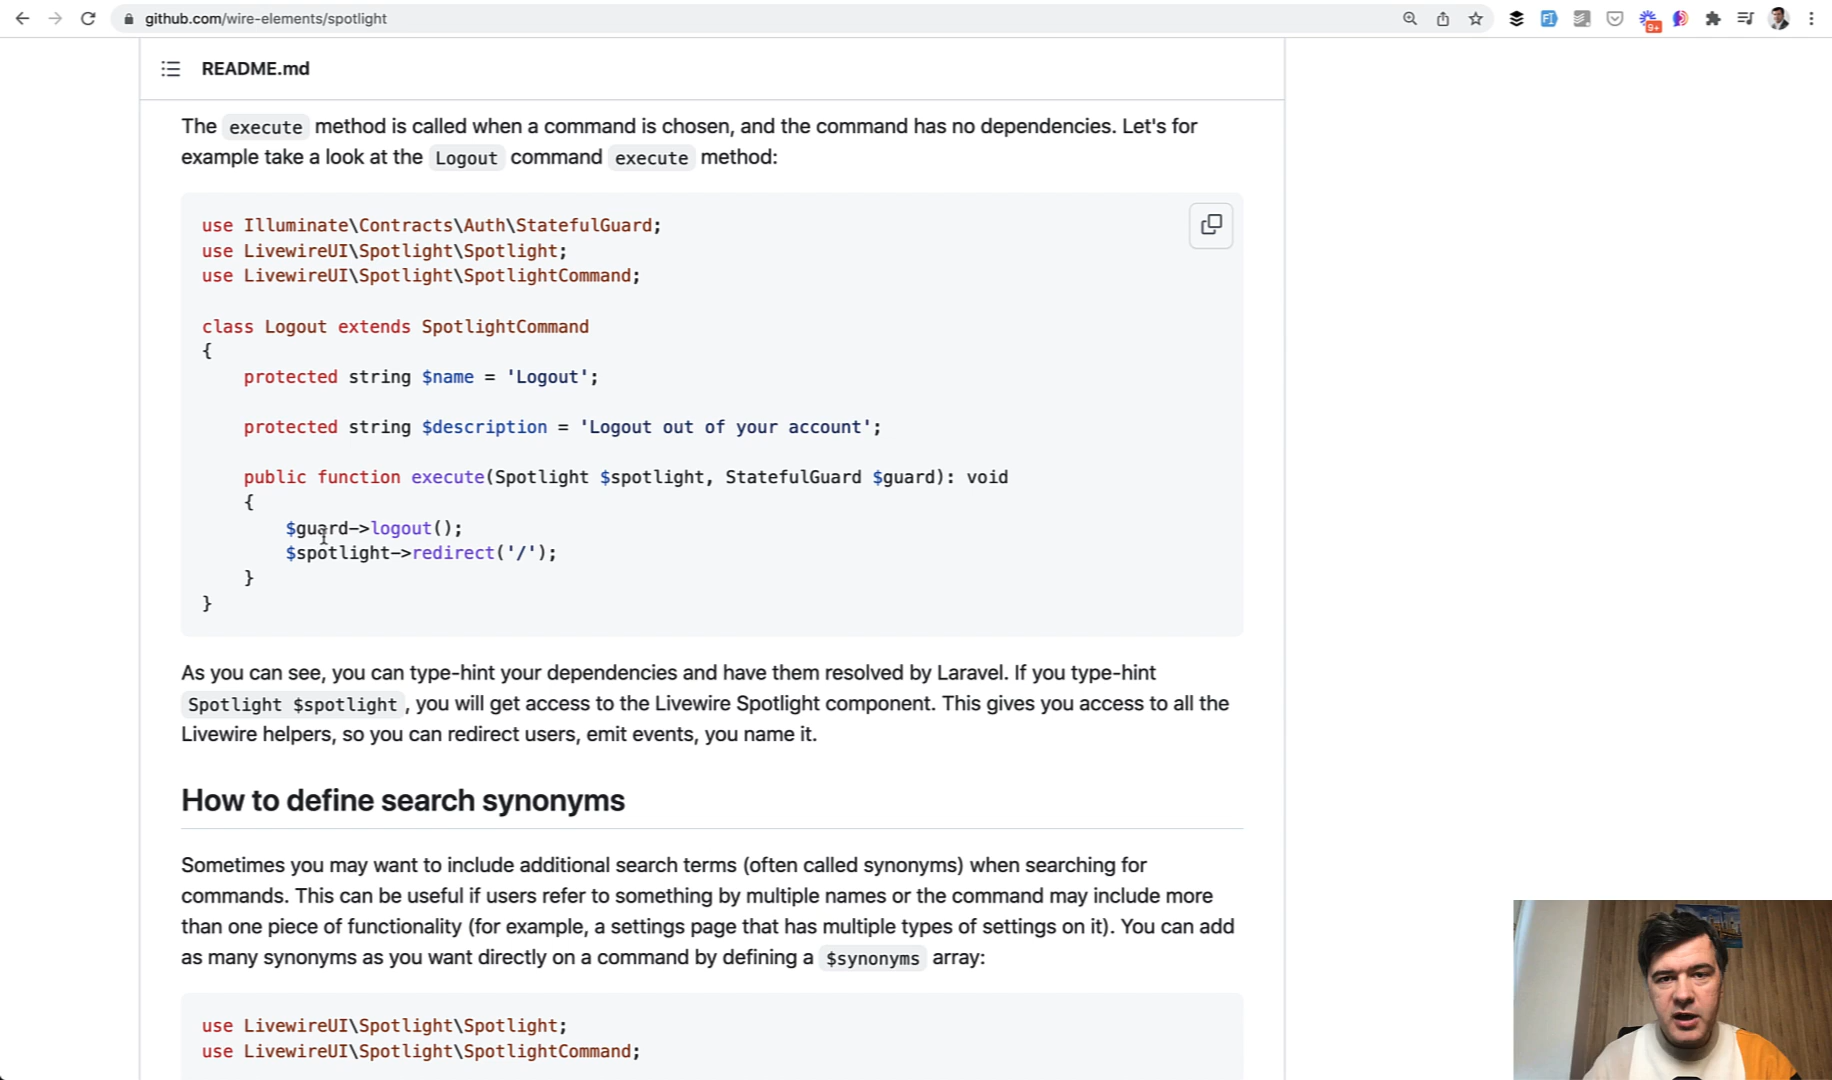 github.com/wire-elements/spotlight
9+
README.md
The execute method is called when a command is chosen, and the command has no dependencies. Let's for
example take a look at the Logout command execute method:
use Illuminate\Contracts\Auth\StatefulGuard;
use LivewireUI\Spotlight\Spotlight;
use LivewireUI\Spotlight\SpotlightCommand;
class Logout extends SpotlightCommand
{
    protected string $name = 'Logout';
    protected string $description = 'Logout out of your account';
    public function execute(Spotlight $spotlight, StatefulGuard $guard): void
    {
        $guard->logout();
        $spotlight->redirect('/');
    }
}
As you can see, you can type-hint your dependencies and have them resolved by Laravel. If you type-hint
Spotlight $spotlight, you will get access to the Livewire Spotlight component. This gives you access to all the
Livewire helpers, so you can redirect users, emit events, you name it.
How to define search synonyms
Sometimes you may want to include additional search terms (often called synonyms) when searching for
commands. This can be useful if users refer to something by multiple names or the command may include more
than one piece of functionality (for example, a settings page that has multiple types of settings on it). You can add
as many synonyms as you want directly on a command by defining a $synonyms array:
use LivewireUI\Spotlight\Spotlight;
use LivewireUI\Spotlight\SpotlightCommand;